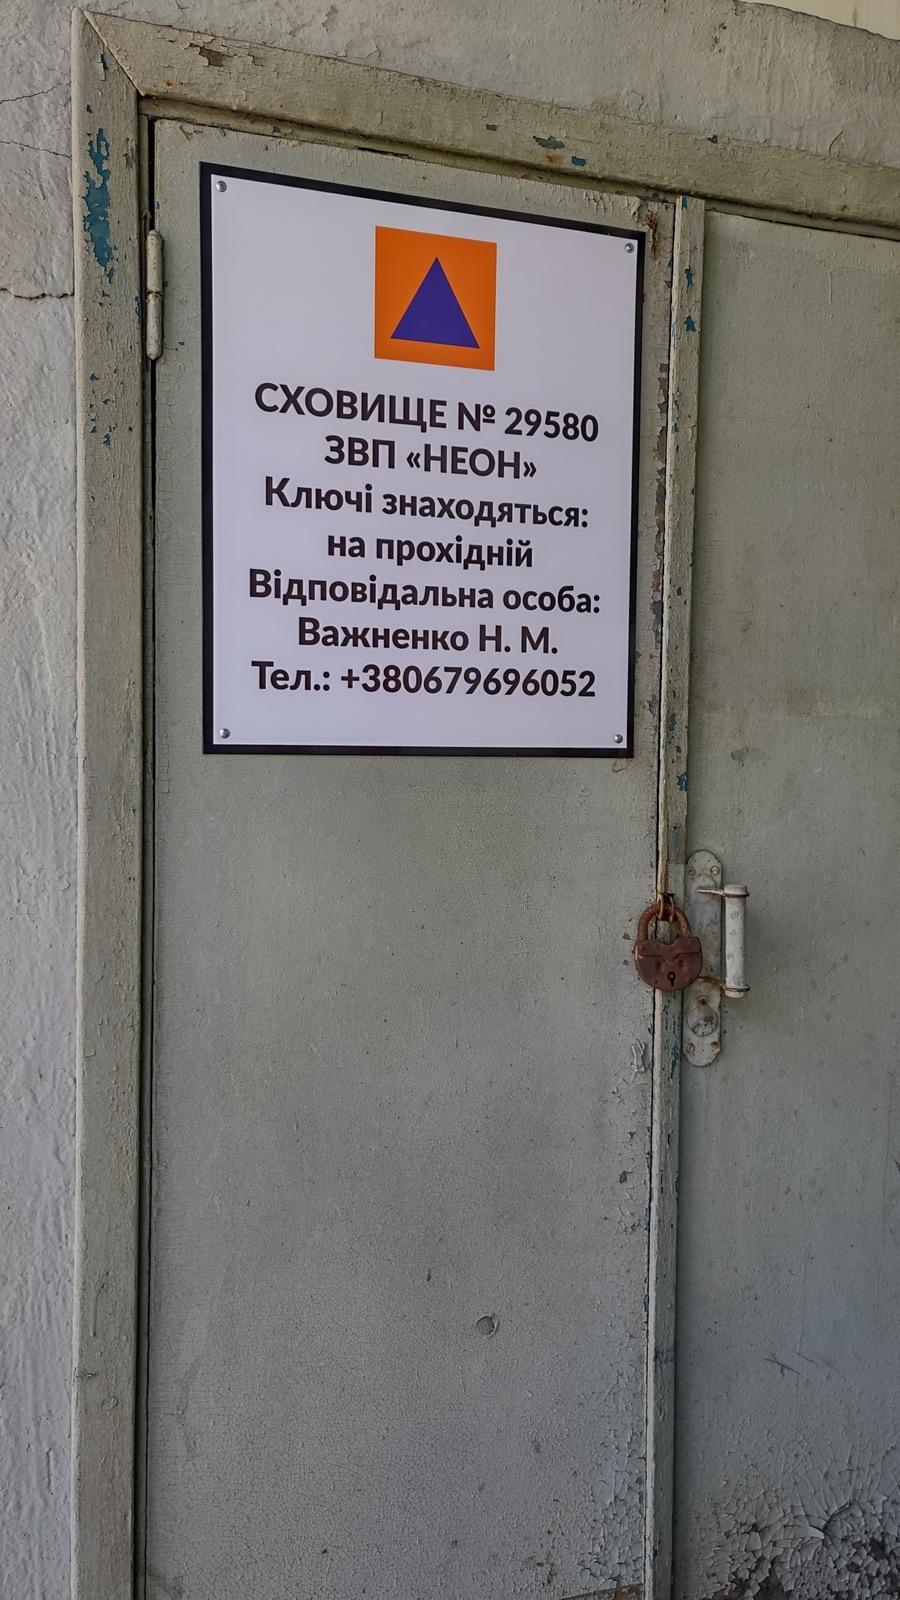 СХОВИЩЕ № 29580
ЗВП «НЕОН»
Ключі знаходяться:
на прохідній
Відповідальна особа:
Важненко Н. М.
Тел.: +380679696052